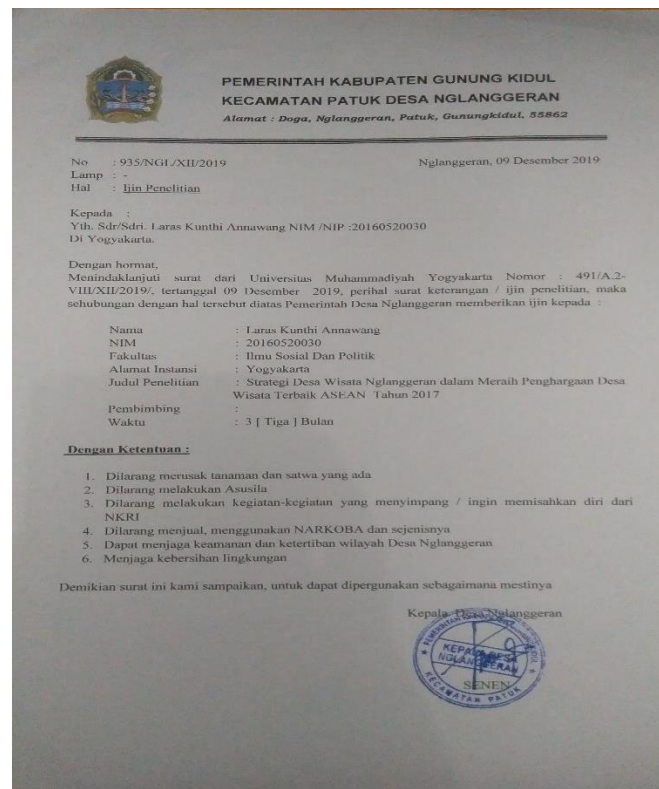 PEMERINTAH KABUPATEN GUNUNG KIDUL
KECAMATAN PATUK DESA NGLANGGERAN
Alamat : Doga, Nglanggeran, Patuk, Gunungkidul, 55862
No : 935/NGL/XII/2019 Nglanggeran, 09 Desember 2019
Lamp : -
Hal : Ijin Penelitian
Kepada :
Yth. Sdr/Sdri. Laras Kunthi Annawang NIM /NIP :20160520030
Di Yogyakarta.
Dengan hormat,
Menindaklanjuti surat dari Universitas Muhammadiyah Yogyakarta Nomor : 491/A.2-
VIII/XII/2019/, tertanggal 09 Desember 2019, perihal surat keterangan / ijin penelitian, maka
sehubungan dengan hal tersebut diatas Pemerintah Desa Nglanggeran memberikan ijin kepada :
Nama : Laras Kunthi Annawang
NIM : 20160520030
Fakultas : Ilmu Sosial Dan Politik
Alamat Instansi : Yogyakarta
Judul Penelitian : Strategi Desa Wisata Nglanggeran dalam Meraih Penghargaan Desa
Wisata Terbaik ASEAN Tahun 2017
Pembimbing :
Waktu : 3 [ Tiga ] Bulan
Dengan Ketentuan :
1. Dilarang merusak tanaman dan satwa yang ada
2. Dilarang melakukan Asusila
3. Dilarang melakukan kegiatan-kegiatan yang menyimpang / ingin memisahkan diri dari
NKRI
4. Dilarang menjual, menggunakan NARKOBA dan sejenisnya
5. Dapat menjaga keamanan dan ketertiban wilayah Desa Nglanggeran
6. Menjaga kebersihan lingkungan
Demikian surat ini kami sampaikan, untuk dapat dipergunakan sebagaimana mestinya
Kepala Desa Nglanggeran
KEPALA DESA
NGLANGGERAN
SENEN
KECAMATAN PATUK